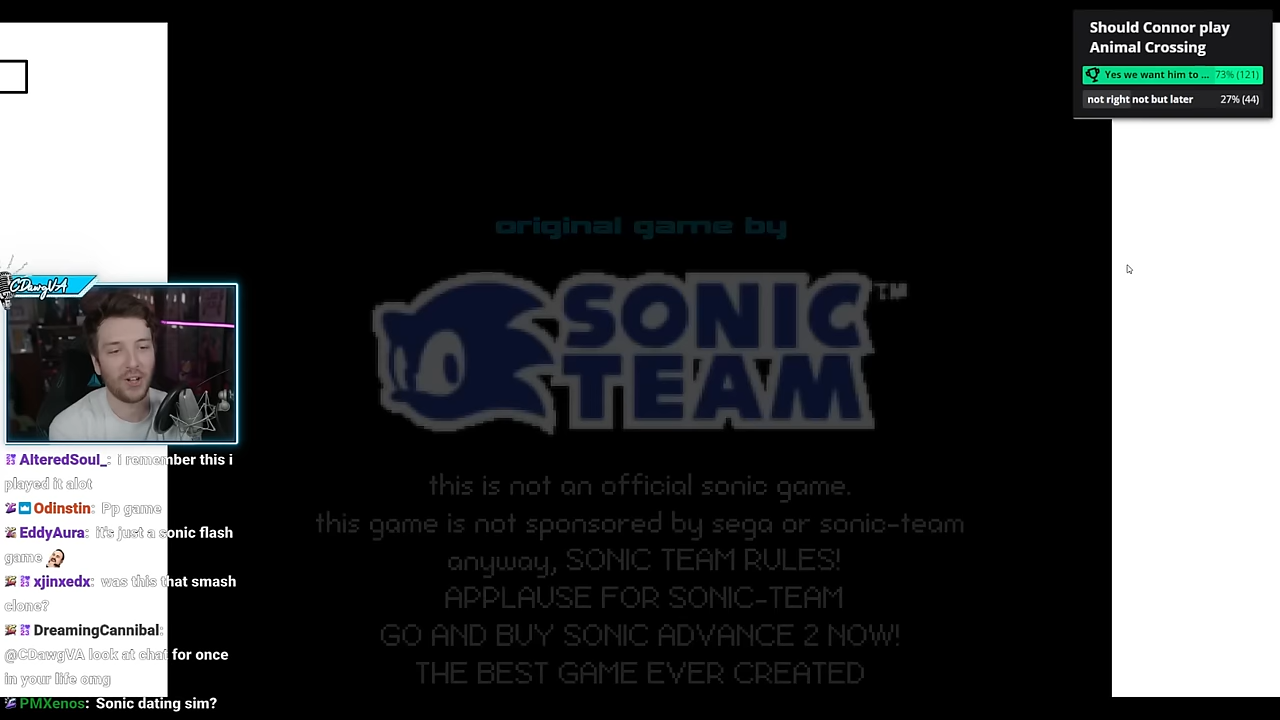 Should Connor play
Animal Crossing
Yes we want him to ... 73% (121)
not right not but later 27% (44)
original game by
SONIC TM
TEAM
this is not an official sonic game.
this game is not sponsored by sega or sonic-team
anyway, SONIC TEAM RULES!
APPLAUSE FOR SONIC-TEAM
GO AND BUY SONIC ADVANCE 2 NOW!
THE BEST GAME EVER CREATED
CDawgVA
AlteredSoul_: i remember this i
played it alot
Odinstin: Pp game
EddyAura: it's just a sonic flash
game
xjinxedx: was this that smash
clone?
DreamingCannibal:
@CDawgVA look at chat for once
in your life omg
PMXenos: Sonic dating sim?